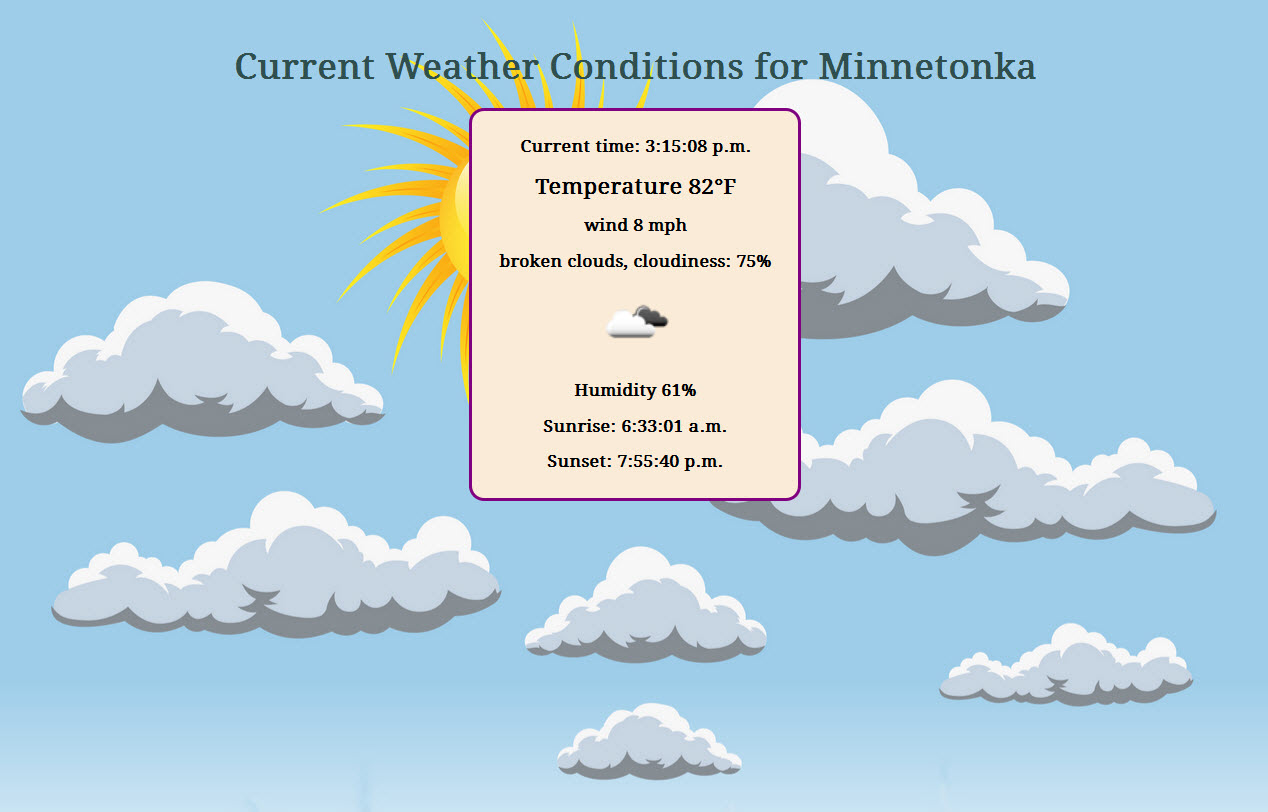 Current Weather Conditions for Minnetonka
Current time: 3:15:08 p.m.
Temperature 82°F
wind 8 mph
broken clouds, cloudiness: 75%
Humidity 61%
Sunrise: 6:33:01 a.m.
Sunset: 7:55:40 p.m.